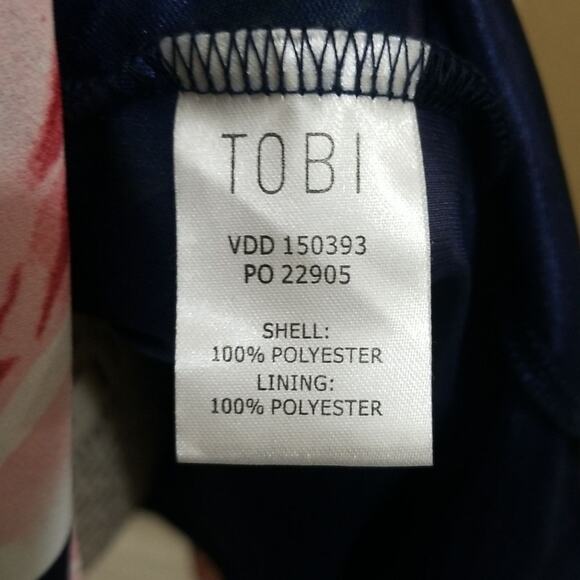 TOBI
VDD 150393
PO 22905
SHELL:
100% POLYESTER
LINING:
100% POLYESTER